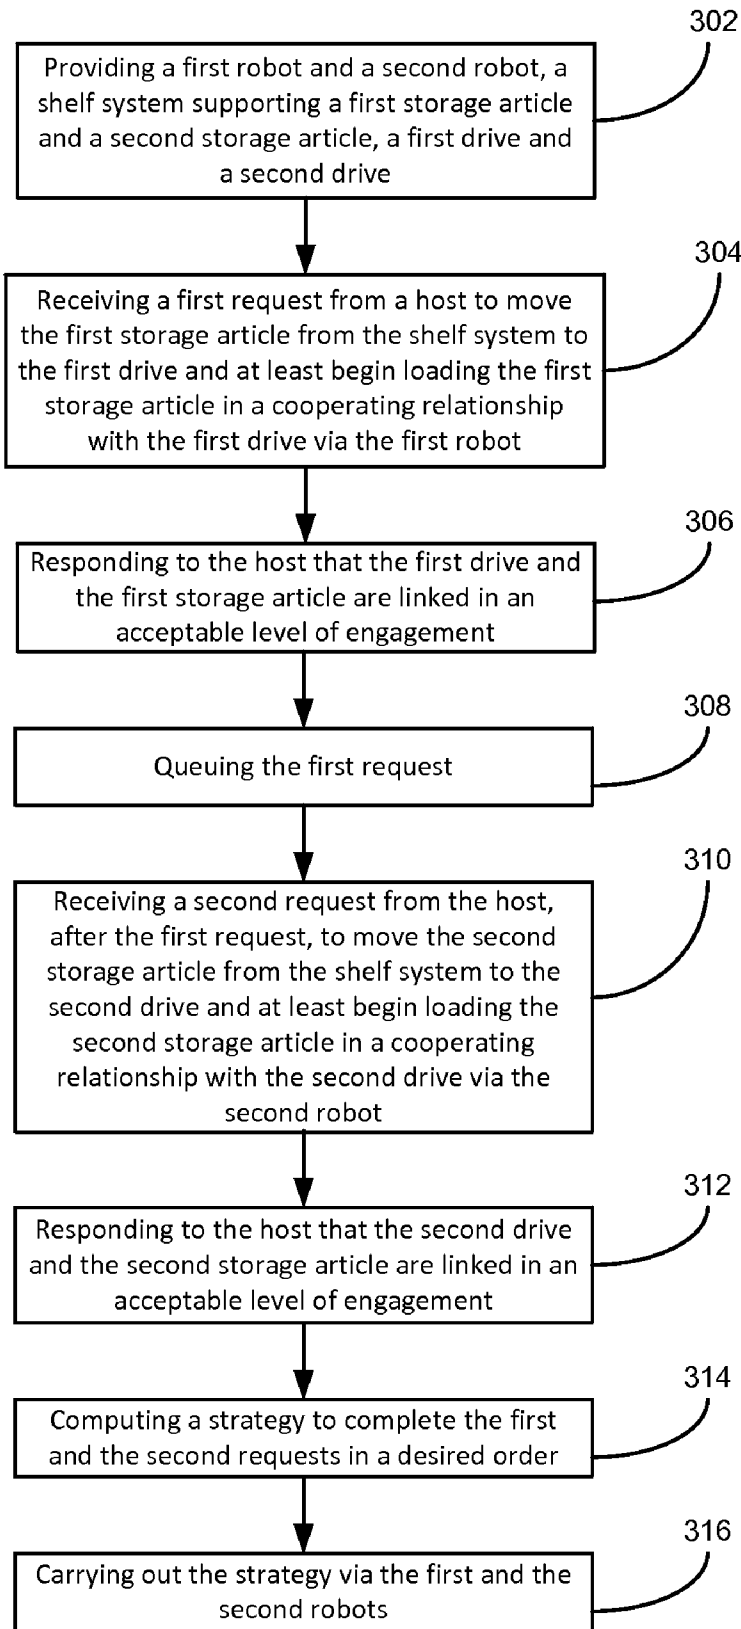 302
Providing a first robot and a second robot, a
shelf system supporting a first storage article
and a second storage article, a first drive and
a second drive
304
Receiving a first request from a host to move
the first storage article from the shelf system to
the first drive and at least begin loading the first
storage article in a cooperating relationship
with the first drive via the first robot
306
Responding to the host that the first drive and
the first storage article are linked in an
acceptable level of engagement
308
Queuing the first request
310
Receiving a second request from the host,
after the first request, to move the second
storage article from the shelf system to the
second drive and at least begin loading the
second storage article in a cooperating
relationship with the second drive via the
second robot
312
Responding to the host that the second drive
and the second storage article are linked in an
acceptable level of engagement
314
Computing a strategy to complete the first
and the second requests in a desired order
316
Carrying out the strategy via the first and the
second robots